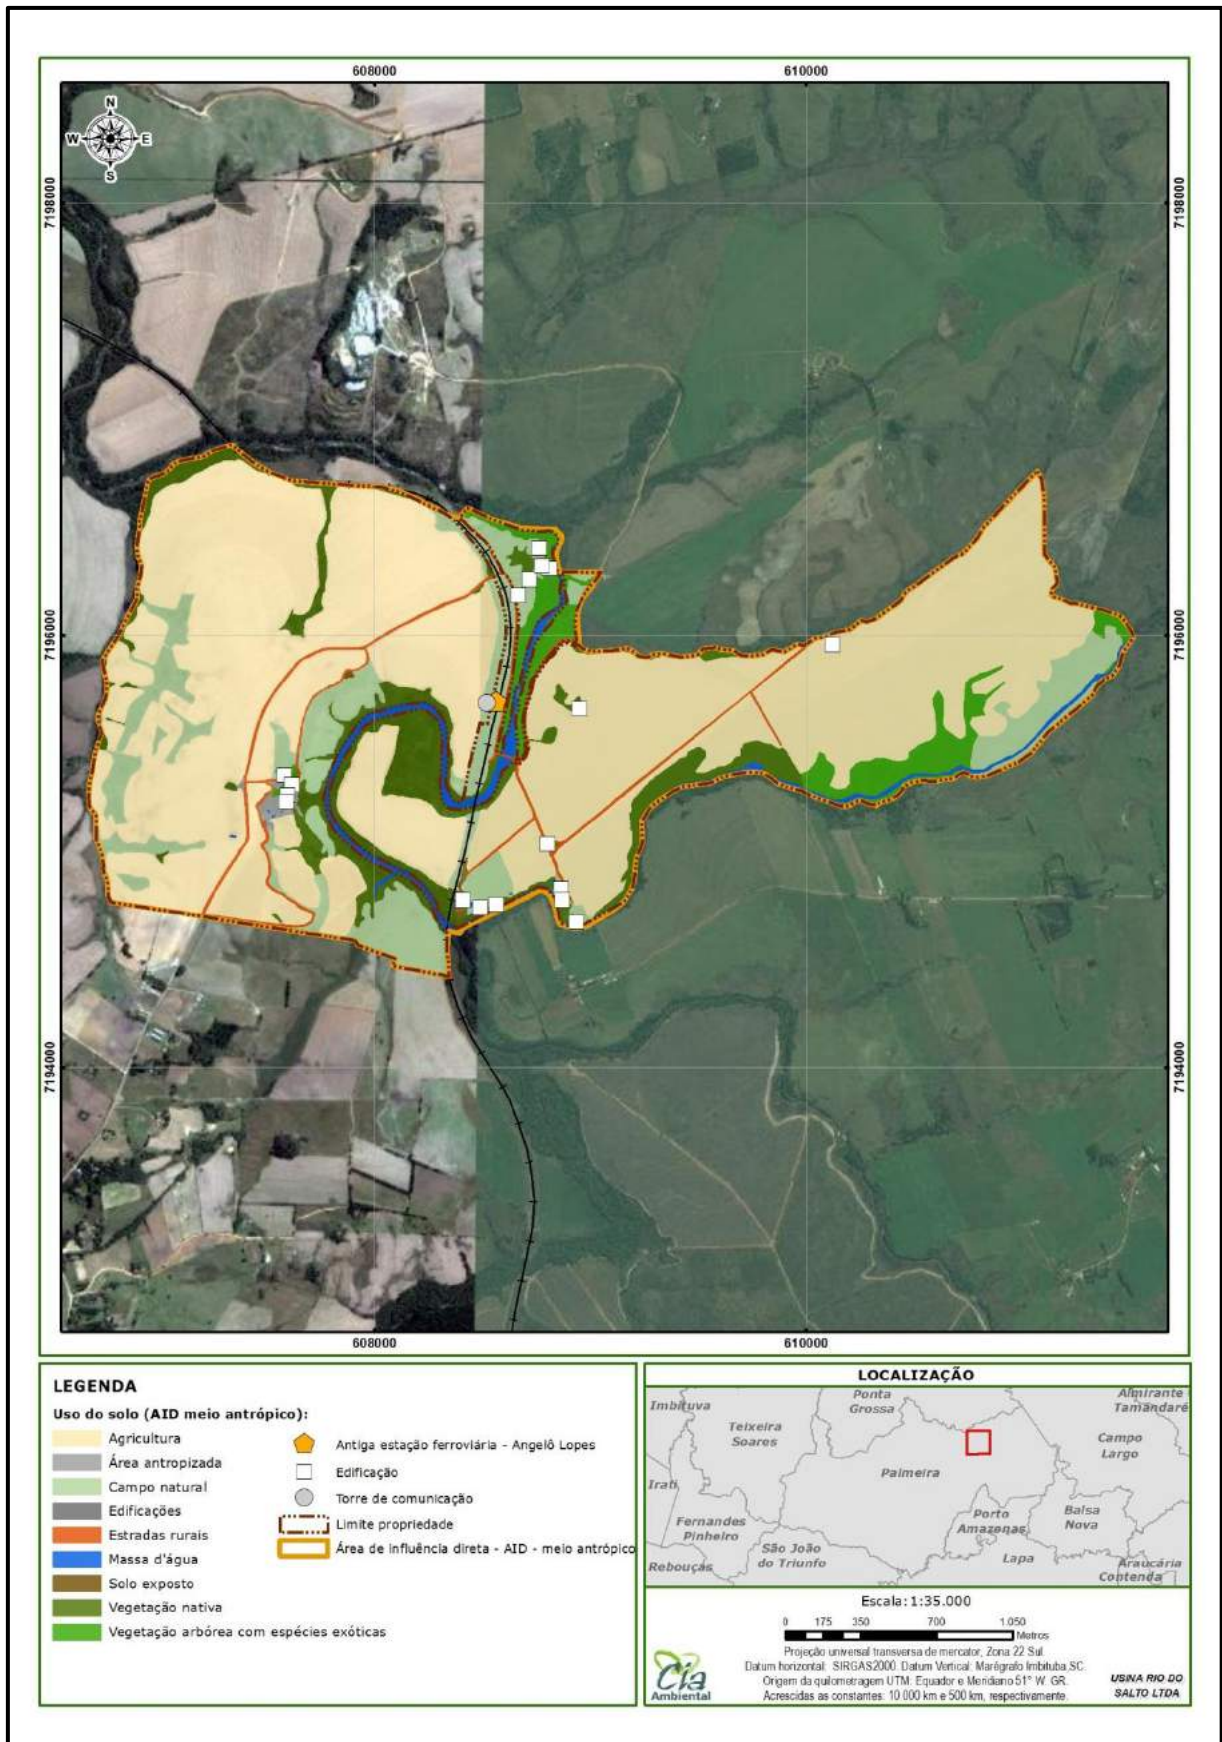 608000
610000
N
W
E
S
7198000
7198000
7196000
7196000
7194000
7194000
608000
610000
LEGENDA
Uso do solo (AID meio antrópico):
Agricultura
Área antropizada
Campo natural
Edificações
Estradas rurais
Massa d'água
Solo exposto
Vegetação nativa
Vegetação arbórea com espécies exóticas
Antiga estação ferroviária - Angelô Lopes
Edificação
Torre de comunicação
Limite propriedade
Área de influência direta - AID - meio antrópico
LOCALIZAÇÃO
Imbituva
Ponta
Grossa
Almirante
Tamandaré
Teixeira
Soares
Campo
Largo
Palmeira
Irati
Fernandes
Pinheiro
Porto
Amazonas
Balsa
Nova
São João
do Triunfo
Lapa
Rebouças
Araucária
Contenda
Escala: 1:35.000
0 175 350 700 1.050
Metros
Projeção universal transversa de mercator, Zona 22 Sul.
Datum horizontal: SIRGAS2000. Datum Vertical: Marégrafo Imbituba,SC.
Origem da quilometragem UTM: Equador e Meridiano 51° W. GR.
Acrescidas as constantes: 10 000 km e 500 km, respectivamente.
Cia
Ambiental
USINA RIO DO
SALTO LTDA